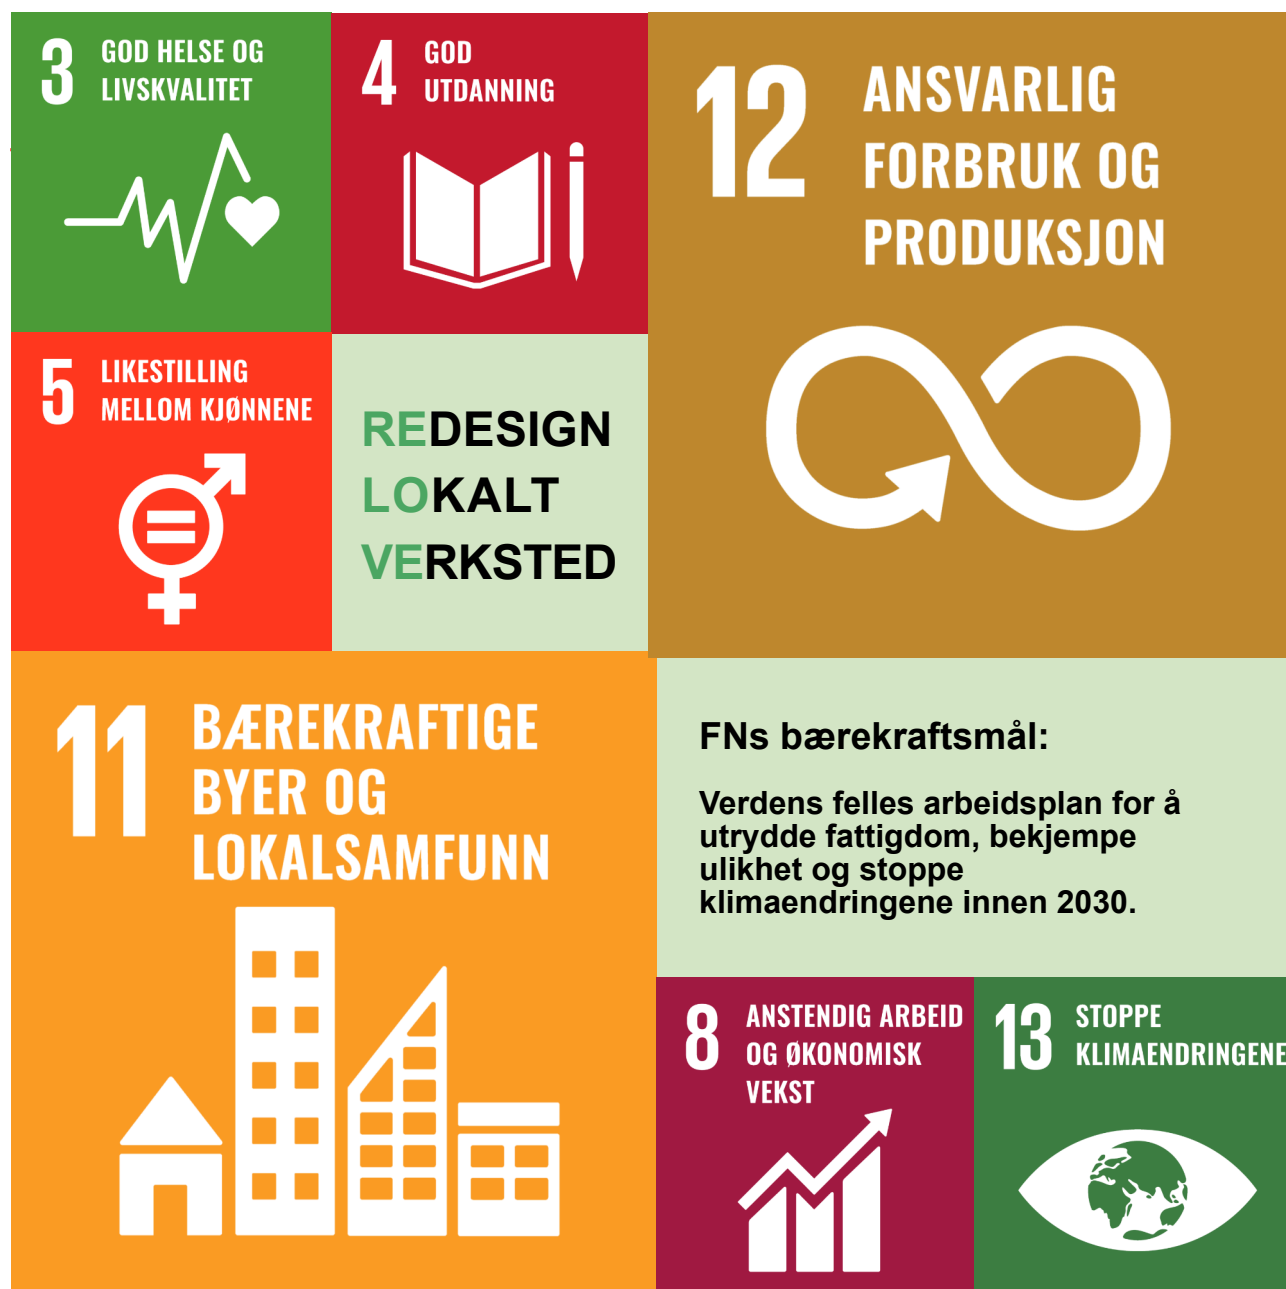 3
GOD HELSE OG
LIVSKVALITET
4
GOD
UTDANNING
12
ANSVARLIG
FORBRUK OG
PRODUKSJON
5
LIKESTILLING
MELLOM KJØNNENE
REDESIGN
LOKALT
VERKSTED
11
BÆREKRAFTIGE
BYER OG
LOKALSAMFUNN
FNs bærekraftsmål:
Verdens felles arbeidsplan for å
utrydde fattigdom, bekjempe
ulikhet og stoppe
klimaendringene innen 2030.
8
ANSTENDIG ARBEID
OG ØKONOMISK
VEKST
13
STOPPE
KLIMAENDRINGENE